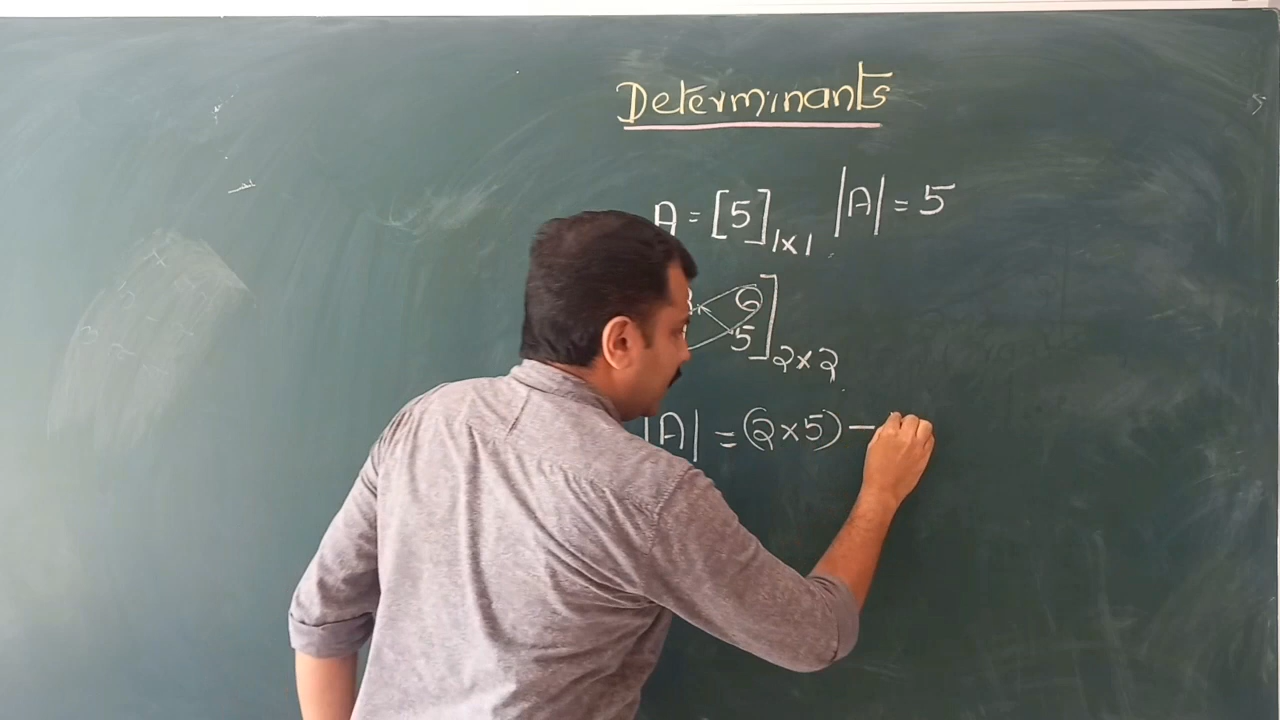 Determinants
A = [5]1×1 |A| = 5
6
5]2×2
|A| = (2×5) –